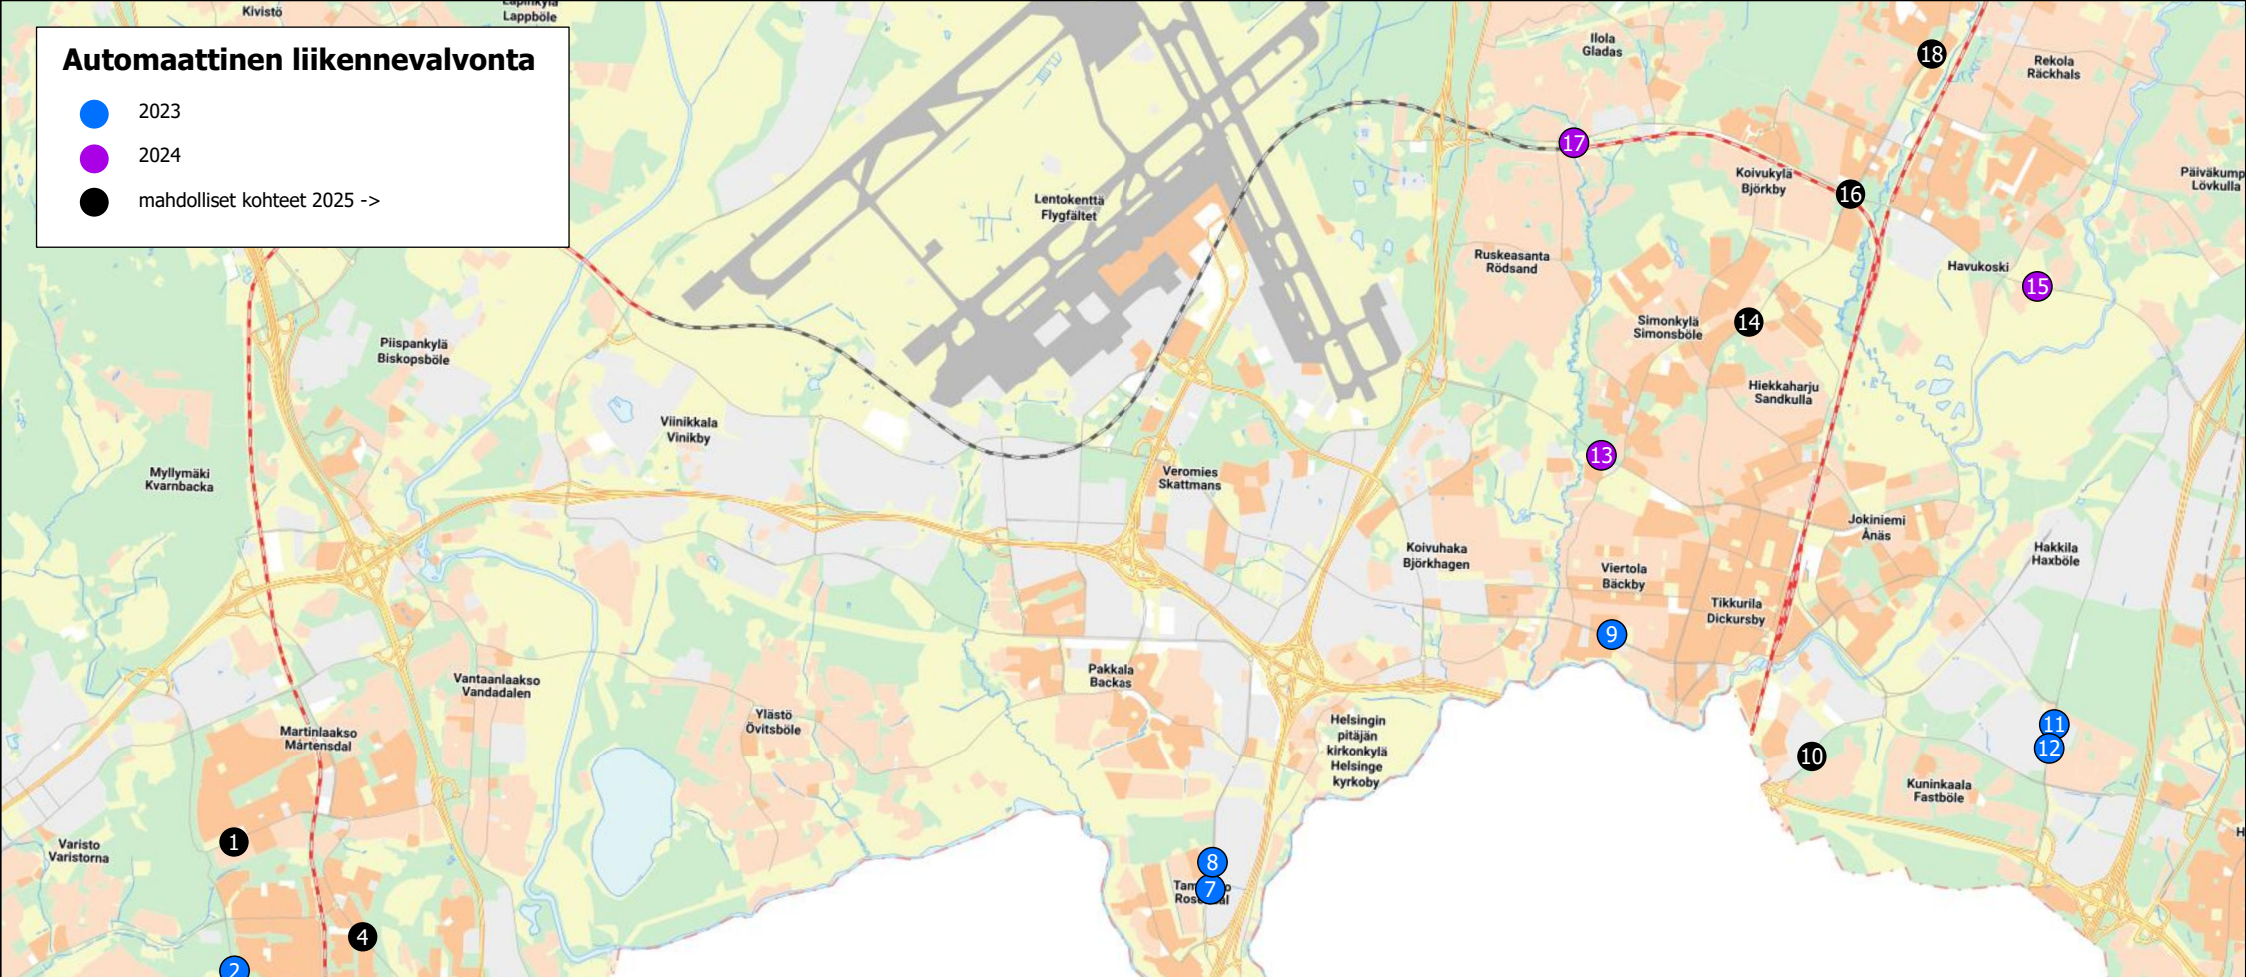 Kivistö
Lappböle
Automaattinen liikennevalvonta
2023
2024
mahdolliset kohteet 2025 ->
Ilola
Gladas
18
Rekola
Räckhals
17
Koivukylä
Björkby
16
Päiväkump
Lövkulla
Lentokenttä
Flygfältet
Ruskeasanta
Rödsand
Havukoski
15
Simonkylä
Simonsböle
14
Piispankylä
Biskopsböle
Hiekkaharju
Sandkulla
Viinikkala
Vinikby
Myllymäki
Kvarnbacka
Veromies
Skattmans
13
Jokiniemi
Ånäs
Koivuhaka
Björkhagen
Hakkila
Haxböle
Viertola
Bäckby
Tikkurila
Dickursby
9
Pakkala
Backas
Vantaanlaakso
Vandadalen
Ylästö
Övitsböle
Martinlaakso
Mårtensdal
Helsingin
pitäjän
kirkonkylä
Helsinge
kyrkoby
11
12
10
Kuninkaala
Fastböle
H
Varisto
Varistorna
1
8
7
4
2